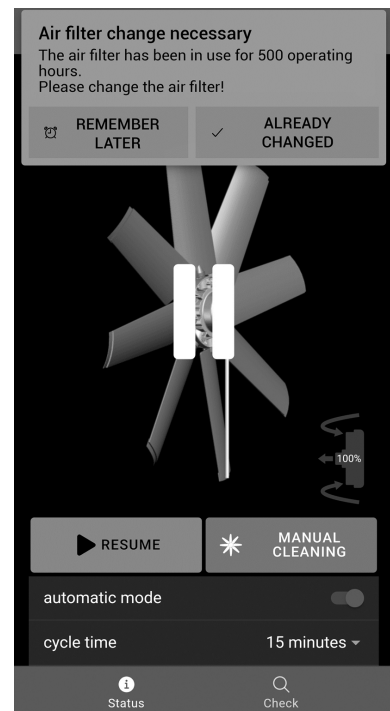 Air filter change necessary
The air filter has been in use for 500 operating
hours.
Please change the air filter!
REMEMBER
LATER
ALREADY
CHANGED
100%
RESUME
MANUAL
CLEANING
automatic mode
cycle time
15 minutes
Status
Check